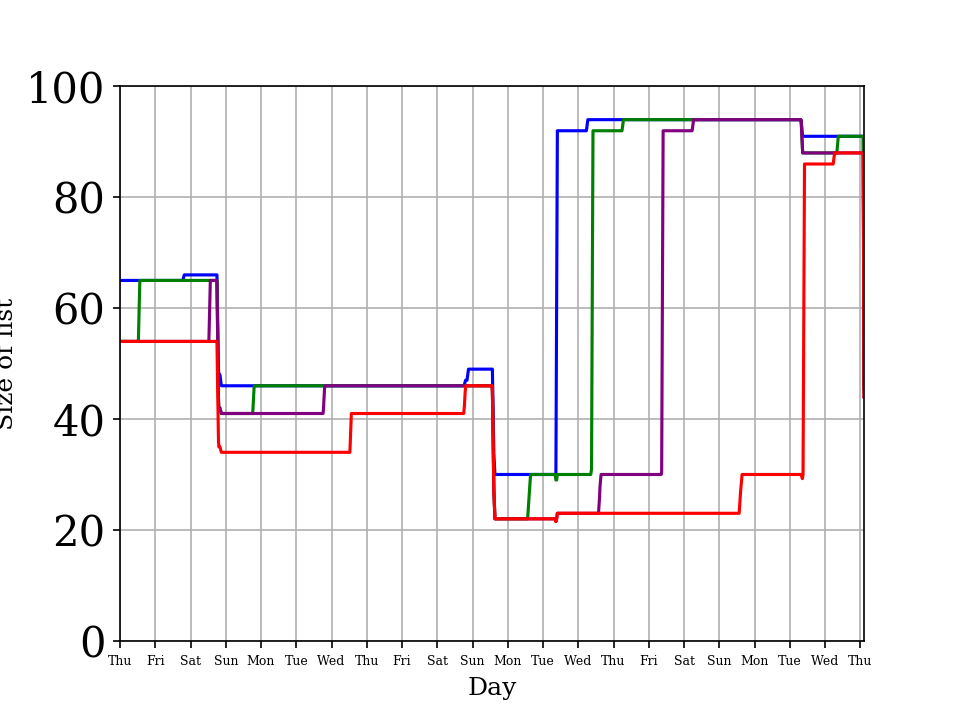 100
80
60
40
20
0
Size of list
Thu Fri Sat Sun Mon Tue Wed Thu Fri Sat Sun Mon Tue Wed Thu Fri Sat Sun Mon Tue Wed Thu
Day